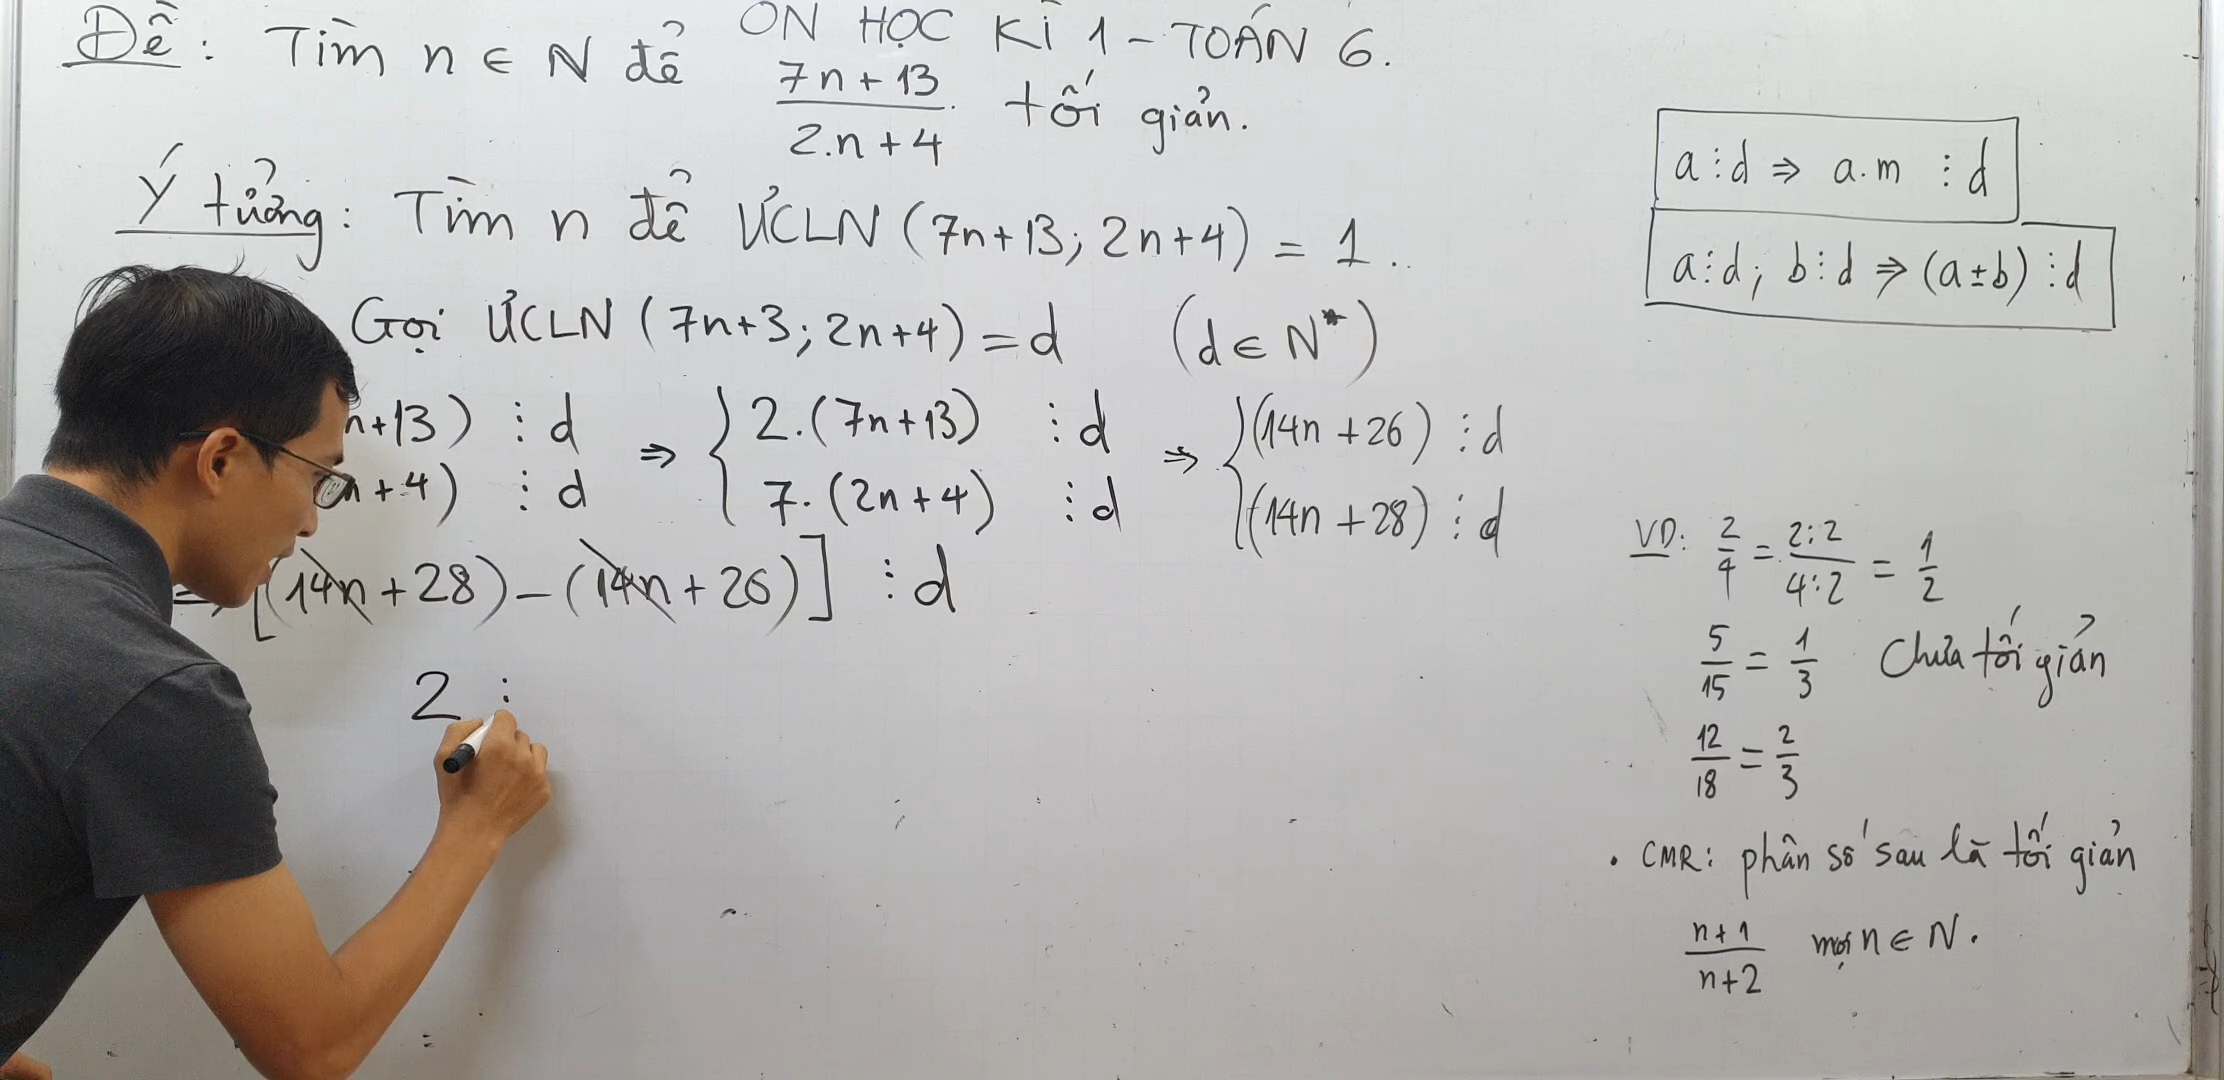 ÔN HỌC KÌ 1 - TOÁN 6.
Đề: Tìm n ∈ N để (7n+13)/(2.n+4) tối giản.
Ý tưởng: Tìm n để ƯCLN (7n+13; 2n+4) = 1.
Gọi ƯCLN (7n+3; 2n+4) = d (d ∈ N*)
n+13) ⋮ d ⇒ { 2.(7n+13) ⋮ d ⇒ { (14n+26) ⋮ d
n+4) ⋮ d { 7.(2n+4) ⋮ d { (14n+28) ⋮ d
⇒ [(14n+28) - (14n+26)] ⋮ d
2 :
a ⋮ d ⇒ a.m ⋮ d
a ⋮ d; b ⋮ d ⇒ (a±b) ⋮ d
VD: 2/4 = 2:2/4:2 = 1/2
5/15 = 1/3 Chưa tối giản
12/18 = 2/3
. CMR: phân số sau là tối giản
n+1/n+2 mọi n ∈ N.